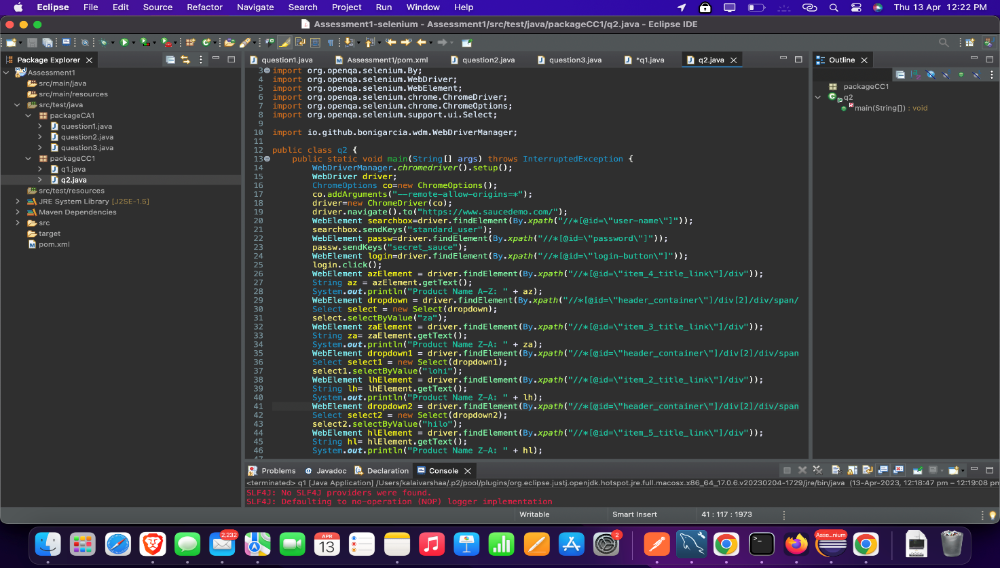 Eclipse File Edit Source Refactor Navigate Search Project Run Window Help Thu 13 Apr 12:22 PM
Assessment1-selenium - Assessment1/src/test/java/packageCC1/q2.java - Eclipse IDE
Package Explorer
question1.java Assessment1/pom.xml question2.java question3.java *q1.java q2.java
Outline
Assessment1
src/main/java
src/main/resources
src/test/java
packageCA1
question1.java
question2.java
question3.java
packageCC1
q1.java
q2.java
src/test/resources
JRE System Library [J2SE-1.5]
Maven Dependencies
src
target
pom.xml
3 import org.openqa.selenium.By;
4 import org.openqa.selenium.WebDriver;
5 import org.openqa.selenium.WebElement;
6 import org.openqa.selenium.chrome.ChromeDriver;
7 import org.openqa.selenium.chrome.ChromeOptions;
8 import org.openqa.selenium.support.ui.Select;
9
10 import io.github.bonigarcia.wdm.WebDriverManager;
11
12 public class q2 {
13 public static void main(String[] args) throws InterruptedException {
14 WebDriverManager.chromedriver().setup();
15 WebDriver driver;
16 ChromeOptions co=new ChromeOptions();
17 co.addArguments("--remote-allow-origins=*");
18 driver=new ChromeDriver(co);
19 driver.navigate().to("https://www.saucedemo.com/");
20 WebElement searchbox=driver.findElement(By.xpath("//*[@id=\"user-name\"]"));
21 searchbox.sendKeys("standard_user");
22 WebElement passw=driver.findElement(By.xpath("//*[@id=\"password\"]"));
23 passw.sendKeys("secret_sauce");
24 WebElement login=driver.findElement(By.xpath("//*[@id=\"login-button\"]"));
25 login.click();
26 WebElement azElement = driver.findElement(By.xpath("//*[@id=\"item_4_title_link\"]/div"));
27 String az = azElement.getText();
28 System.out.println("Product Name A-Z: " + az);
29 WebElement dropdown = driver.findElement(By.xpath("//*[@id=\"header_container\"]/div[2]/div/span/
30 Select select = new Select(dropdown);
31 select.selectByValue("za");
32 WebElement zaElement = driver.findElement(By.xpath("//*[@id=\"item_3_title_link\"]/div"));
33 String za= zaElement.getText();
34 System.out.println("Product Name Z-A: " + za);
35 WebElement dropdown1 = driver.findElement(By.xpath("//*[@id=\"header_container\"]/div[2]/div/span
36 Select select1 = new Select(dropdown1);
37 select1.selectByValue("lohi");
38 WebElement lhElement = driver.findElement(By.xpath("//*[@id=\"item_2_title_link\"]/div"));
39 String lh= lhElement.getText();
40 System.out.println("Product Name Z-A: " + lh);
41 WebElement dropdown2 = driver.findElement(By.xpath("//*[@id=\"header_container\"]/div[2]/div/span
42 Select select2 = new Select(dropdown2);
43 select2.selectByValue("hilo");
44 WebElement hlElement = driver.findElement(By.xpath("//*[@id=\"item_5_title_link\"]/div"));
45 String hl= hlElement.getText();
46 System.out.println("Product Name Z-A: " + hl);
packageCC1
q2
main(String[]) : void
Problems Javadoc Declaration Console
<terminated> q1 [Java Application] /Users/kalaivarshaa/.p2/pool/plugins/org.eclipse.justj.openjdk.hotspot.jre.full.macosx.x86_64_17.0.6.v20230204-1729/jre/bin/java (13-Apr-2023, 12:18:47 pm – 12:19:08 pm
SLF4J: No SLF4J providers were found.
SLF4J: Defaulting to no-operation (NOP) logger implementation
Writable Smart Insert 41 : 117 : 1973
2,232
APR
13
2
Asse..nium